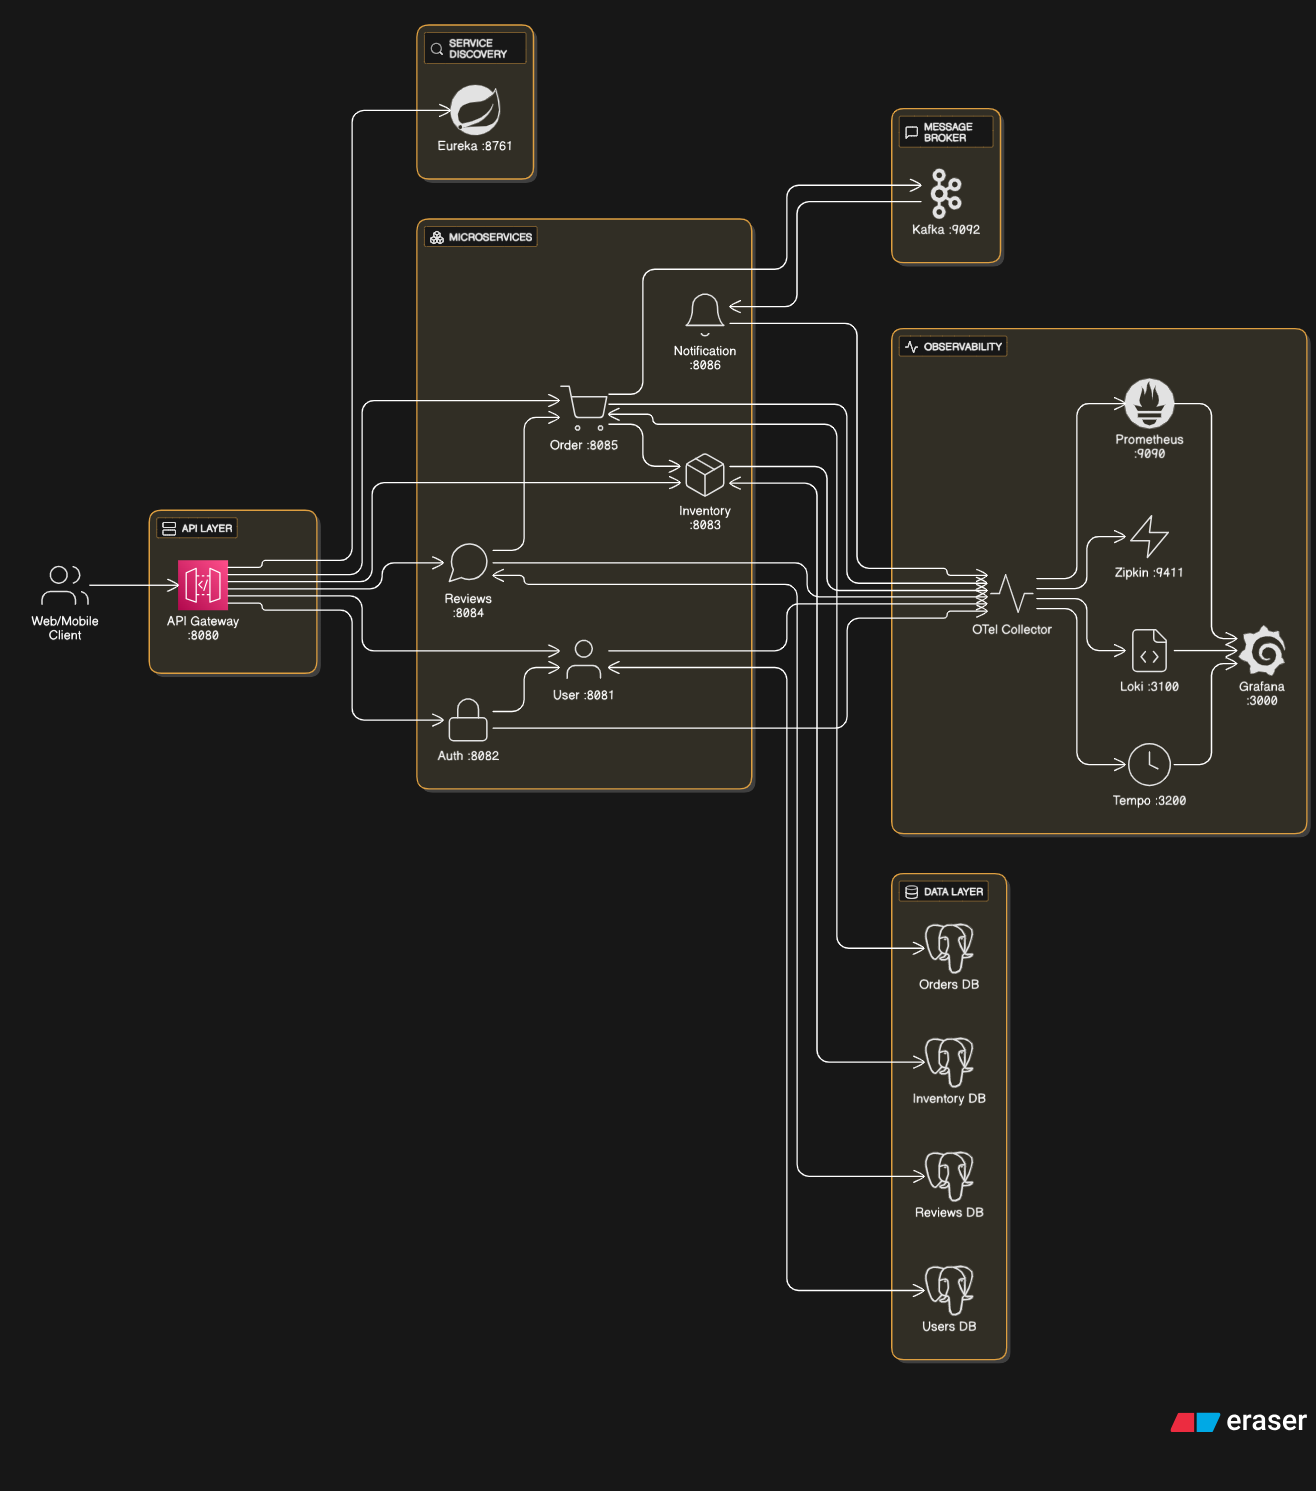 SERVICE
DISCOVERY
Eureka :8761
MESSAGE
BROKER
Kafka :9092
MICROSERVICES
Notification
:8086
Order :8085
Inventory
:8083
Reviews
:8084
User :8081
Auth :8082
API LAYER
API Gateway
:8080
Web/Mobile
Client
OBSERVABILITY
Prometheus
:9090
Zipkin :9411
OTel Collector
Loki :3100
Grafana
:3000
Tempo :3200
DATA LAYER
Orders DB
Inventory DB
Reviews DB
Users DB
eraser